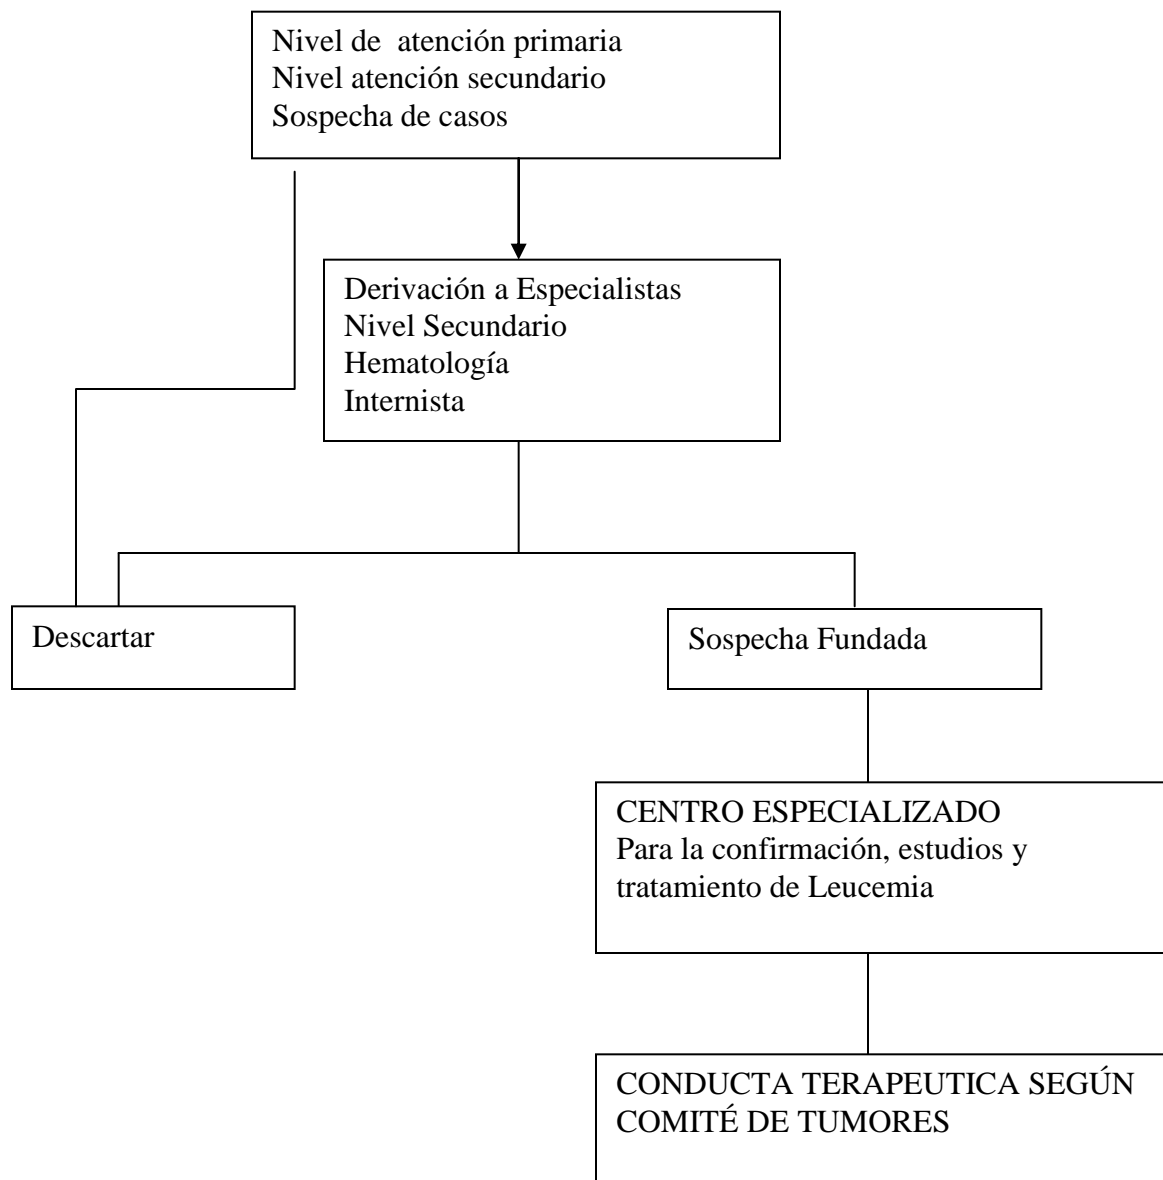 Nivel de  atención primaria
Nivel atención secundario
Sospecha de casos
Derivación a Especialistas
Nivel Secundario
Hematología
Internista
Descartar
Sospecha Fundada
CENTRO ESPECIALIZADO
Para la confirmación, estudios y
tratamiento de Leucemia
CONDUCTA TERAPEUTICA SEGÚN
COMITÉ DE TUMORES